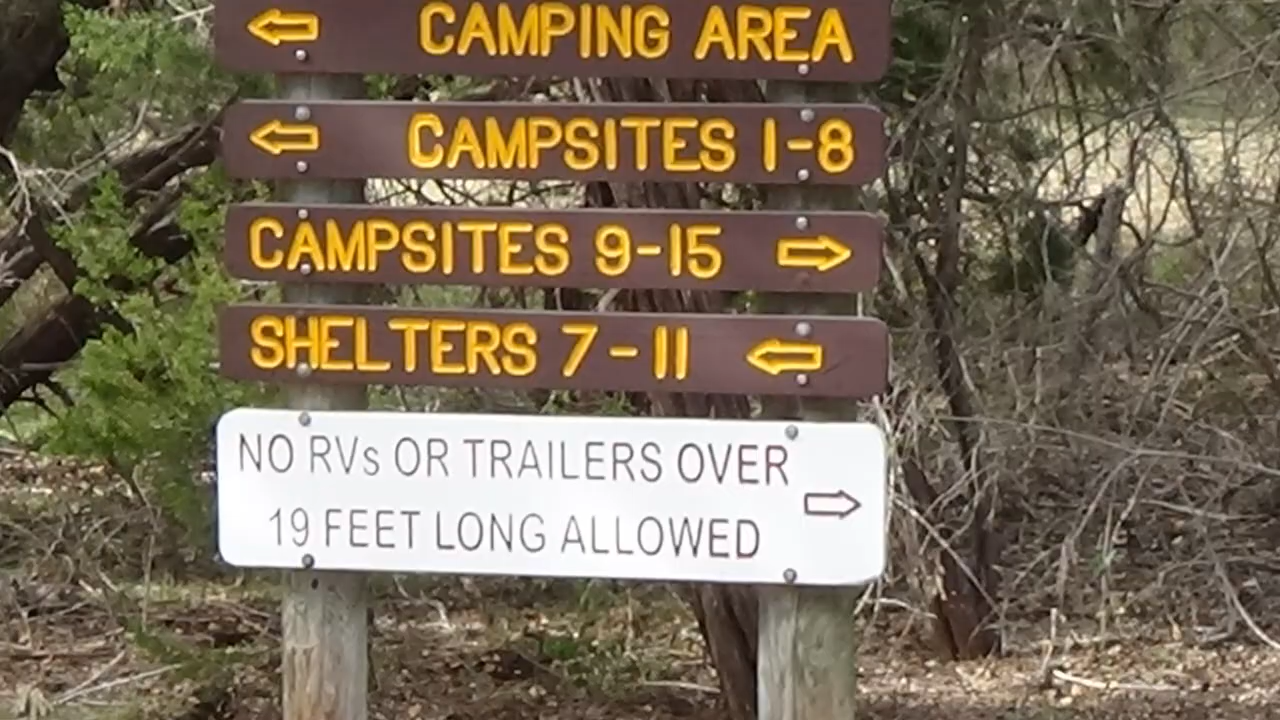 CAMPING AREA
CAMPSITES 1-8
CAMPSITES 9-15
SHELTERS 7-11
NO RVs OR TRAILERS OVER
19 FEET LONG ALLOWED